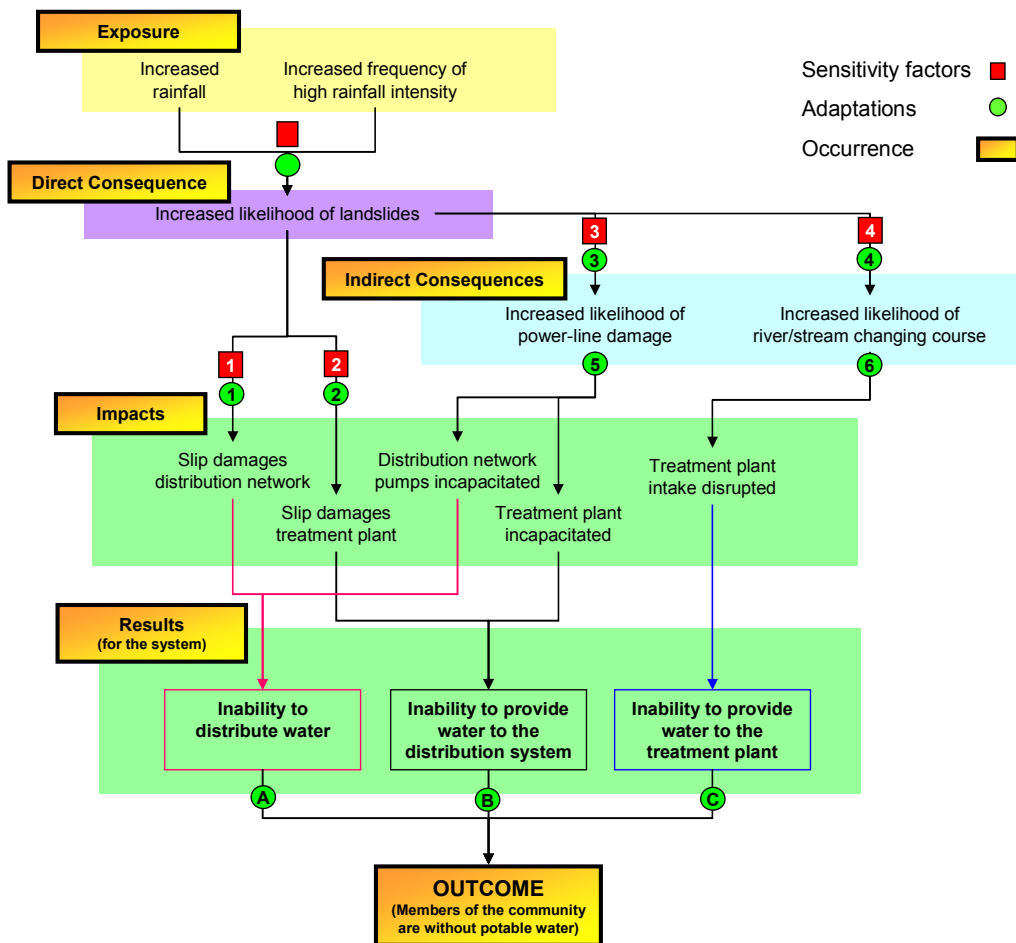 Exposure
Increased
rainfall
Increased frequency of
high rainfall intensity
Sensitivity factors
Adaptations
Occurrence
Direct Consequence
Increased likelihood of landslides
3
4
3
4
Indirect Consequences
Increased likelihood of
power-line damage
Increased likelihood of
river/stream changing course
5
6
1
2
1
2
Impacts
Slip damages
distribution network
Distribution network
pumps incapacitated
Treatment plant
intake disrupted
Slip damages
treatment plant
Treatment plant
incapacitated
Results
(for the system)
Inability to
distribute water
Inability to provide
water to the
distribution system
Inability to provide
water to the
treatment plant
A
B
C
OUTCOME
(Members of the community
are without potable water)